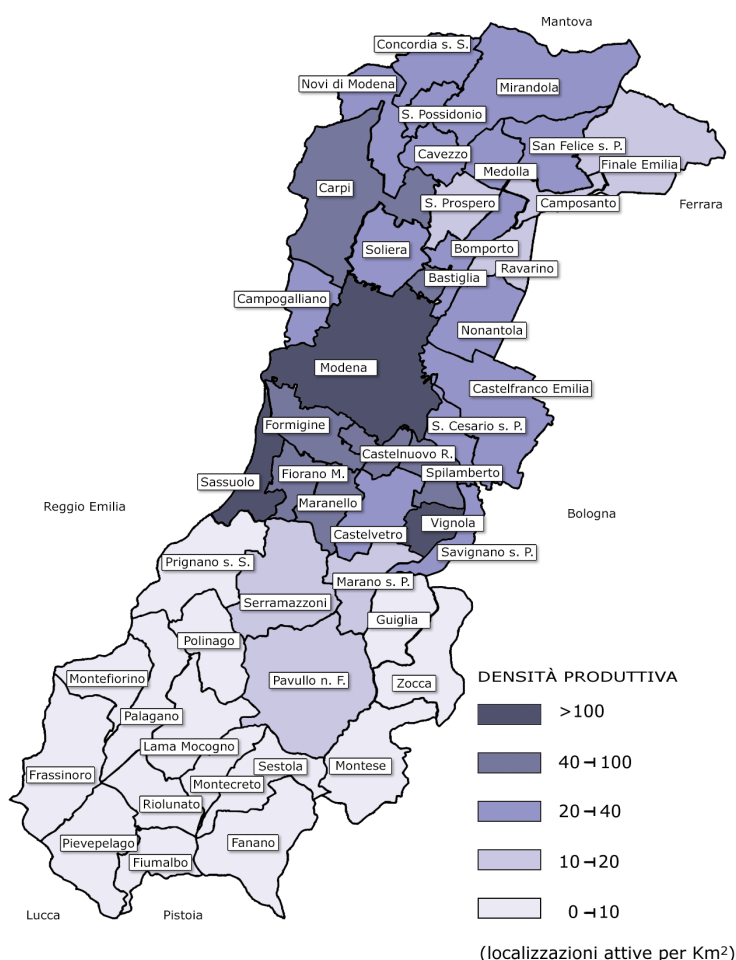 Mantova
Concordia s. S.
Novi di Modena
Mirandola
S. Possidonio
San Felice s. P.
Cavezzo
Finale Emilia
Medolla
Carpi
S. Prospero
Camposanto
Ferrara
Soliera
Bomporto
Ravarino
Bastiglia
Campogalliano
Nonantola
Modena
Castelfranco Emilia
Formigine
S. Cesario s. P.
Castelnuovo R.
Fiorano M.
Spilamberto
Sassuolo
Maranello
Reggio Emilia
Bologna
Vignola
Castelvetro
Savignano s. P.
Prignano s. S.
Marano s. P.
Serramazzoni
Guiglia
Polinago
Montefiorino
Pavullo n. F.
Zocca
DENSITÀ PRODUTTIVA
>100
Palagano
Lama Mocogno
40⊣100
Sestola
Montese
Frassinoro
Montecreto
Riolunato
20⊣40
Pievepelago
Fanano
Fiumalbo
10⊣20
Lucca
Pistoia
0⊣10
(localizzazioni attive per Km²)